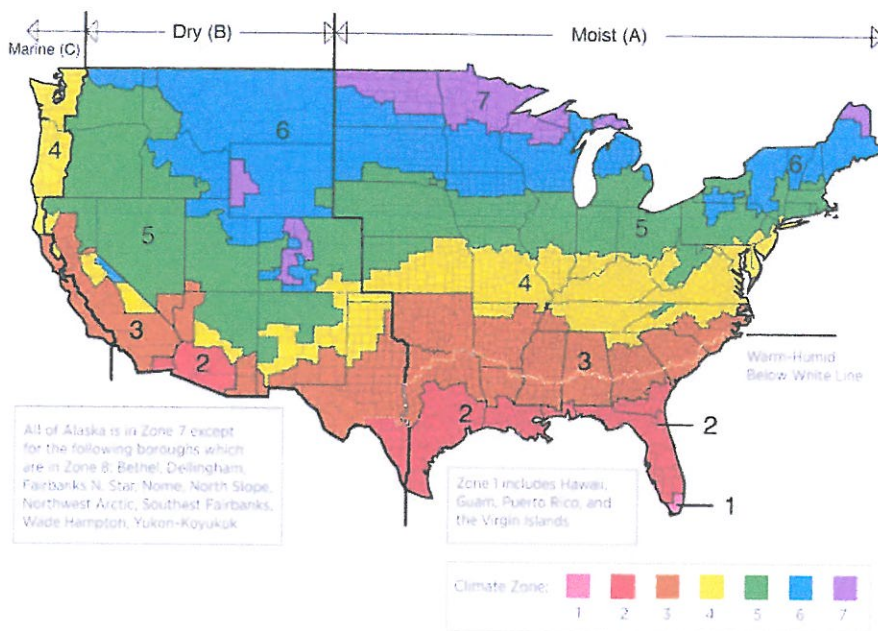 Dry (B)
Moist (A)
Marine (C)
7
6
4
6
5
5
4
3
3
2
2
2
1
Warm-Humid
Below White Line
All of Alaska is in Zone 7 except
for the following boroughs which
are in Zone 8: Bethel, Dellingham,
Fairbanks N. Star, Nome, North Slope,
Northwest Arctic, Southest Fairbanks,
Wade Hampton, Yukon-Koyukuk
Zone 1 includes Hawaii,
Guam, Puerto Rico, and
the Virgin Islands
Climate Zone:
1 2 3 4 5 6 7